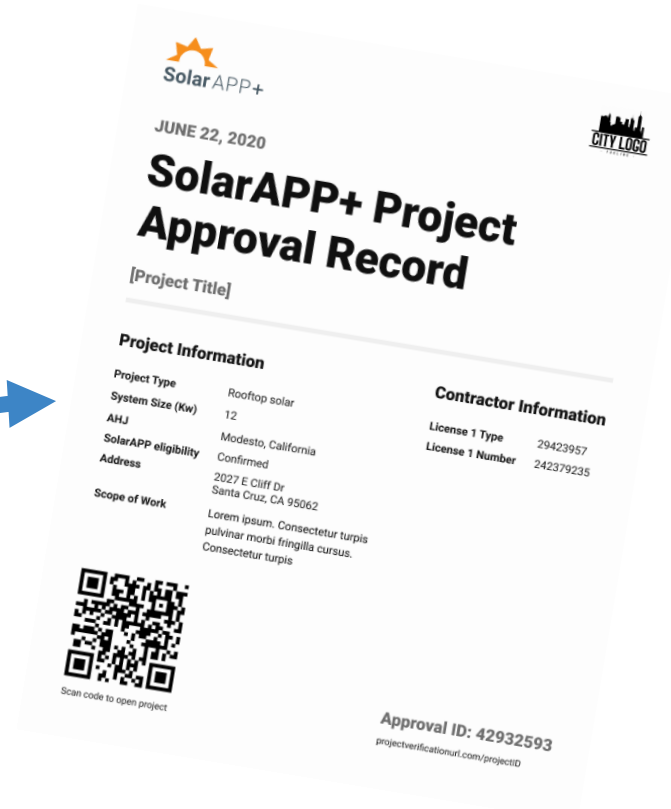 SolarAPP+
CITY LOGO
JUNE 22, 2020
SolarAPP+ Project
Approval Record
[Project Title]
Project Information
Project Type Rooftop solar
System Size (Kw) 12
AHJ Modesto, California
SolarAPP eligibility Confirmed
Address 2027 E Cliff Dr
Santa Cruz, CA 95062
Scope of Work Lorem ipsum. Consectetur turpis
pulvinar morbi fringilla cursus.
Consectetur turpis
Contractor Information
License 1 Type 29423957
License 1 Number 242379235
Scan code to open project
Approval ID: 42932593
projectverificationurl.com/projectID